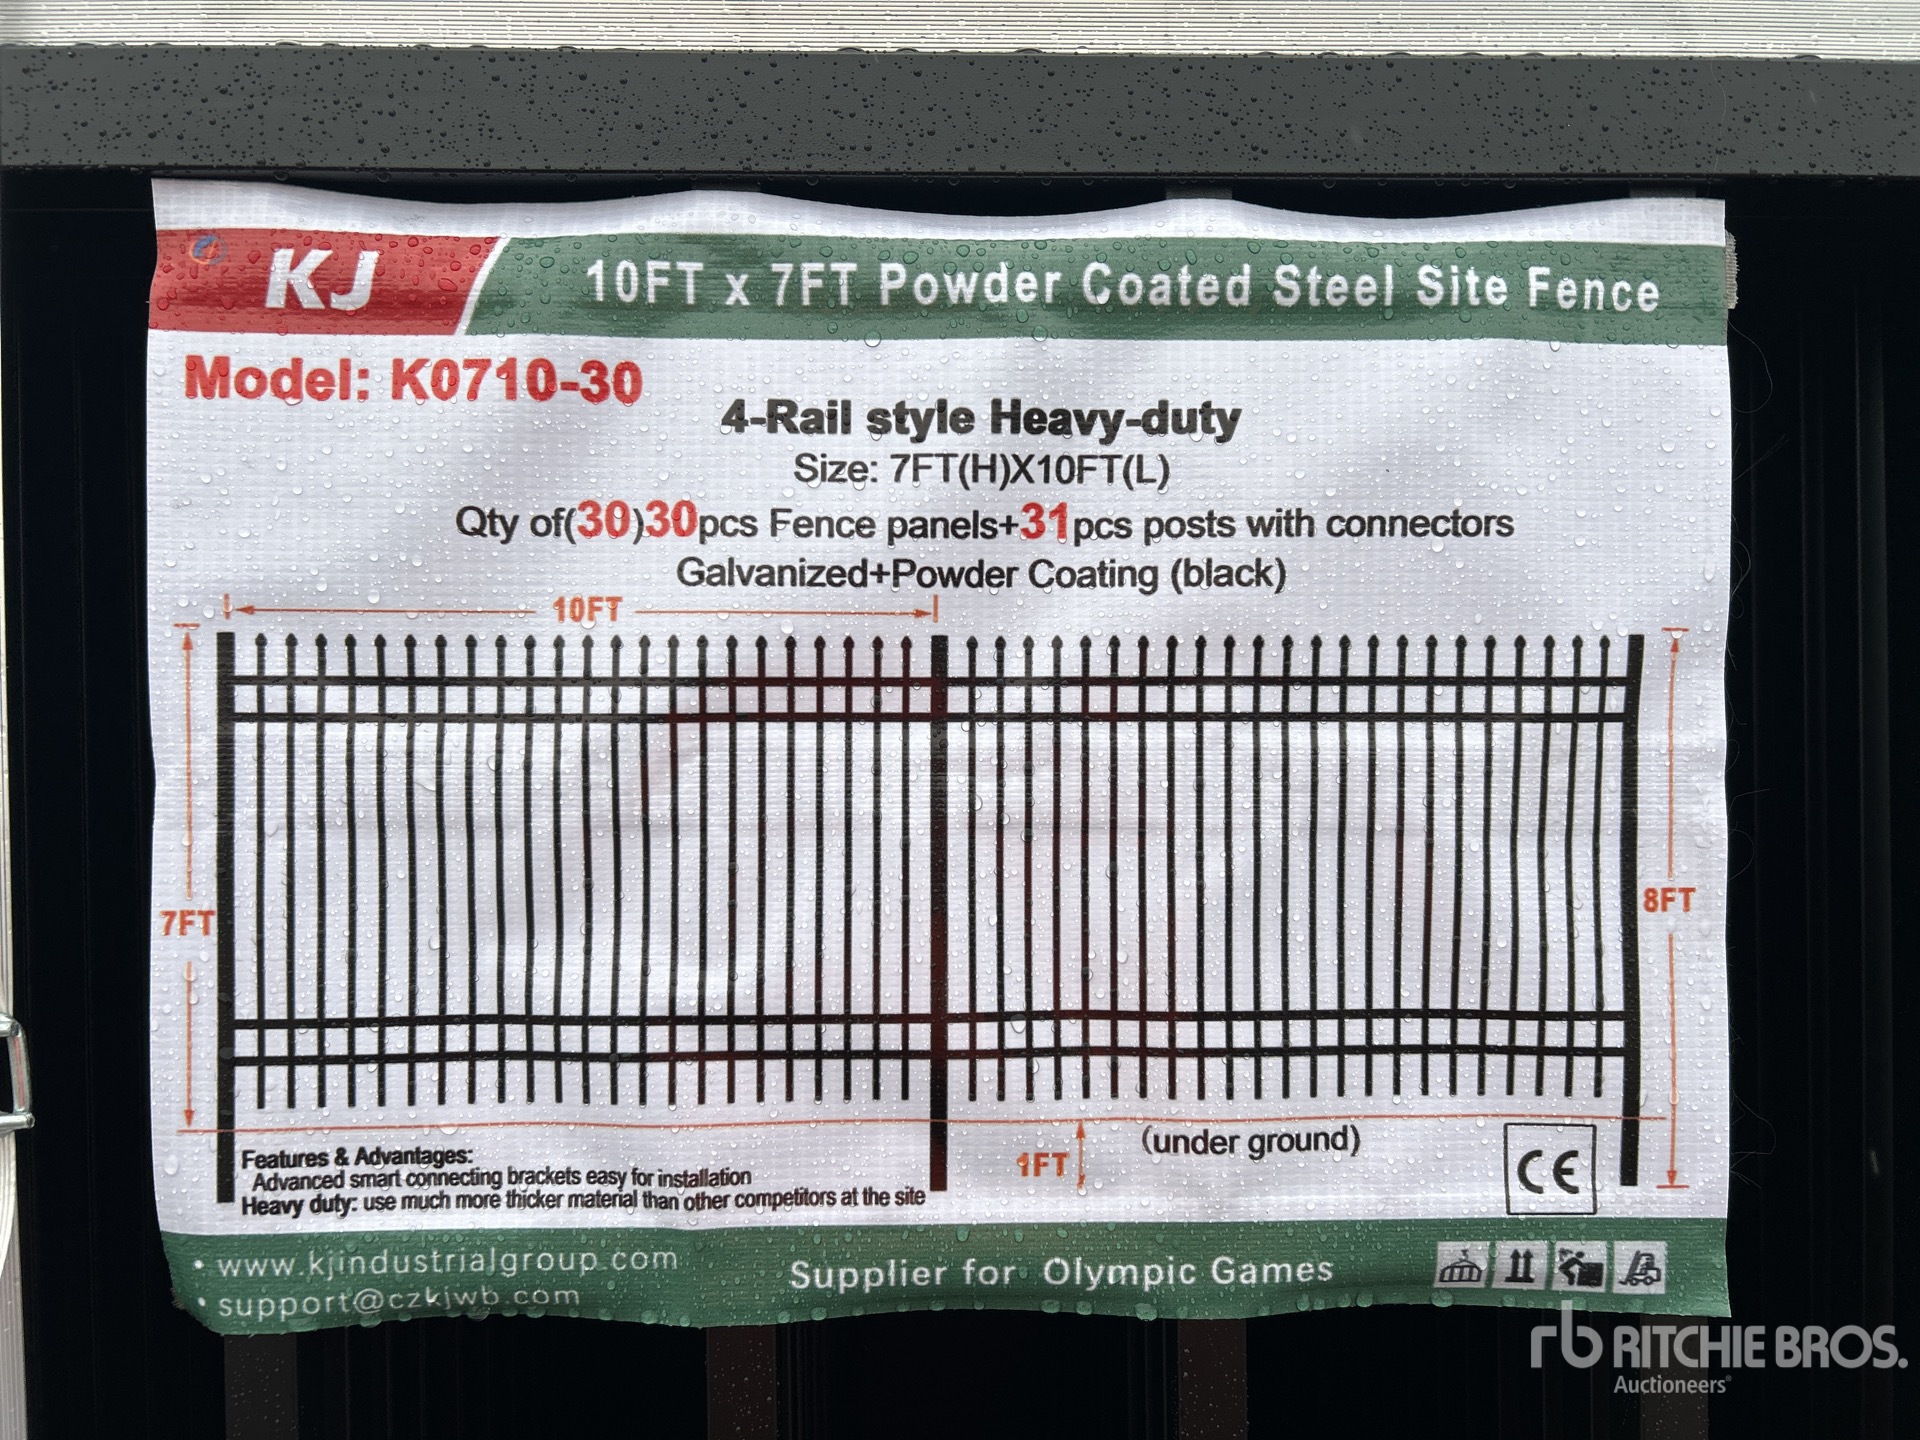 KJ
10FT x 7FT Powder Coated Steel Site Fence
Model: K0710-30
4-Rail style Heavy-duty
Size: 7FT(H)X10FT(L)
Qty of(30)30pcs Fence panels+31pcs posts with connectors
Galvanized+Powder Coating (black)
10FT
7FT
8FT
1FT
(under ground)
Features & Advantages:
Advanced smart connecting brackets easy for installation
Heavy duty: use much more thicker material than other competitors at the site
CE
• www.kjindustrialgroup.com
• support@czkjwb.com
Supplier for Olympic Games
rb RITCHIE BROS.
Auctioneers®